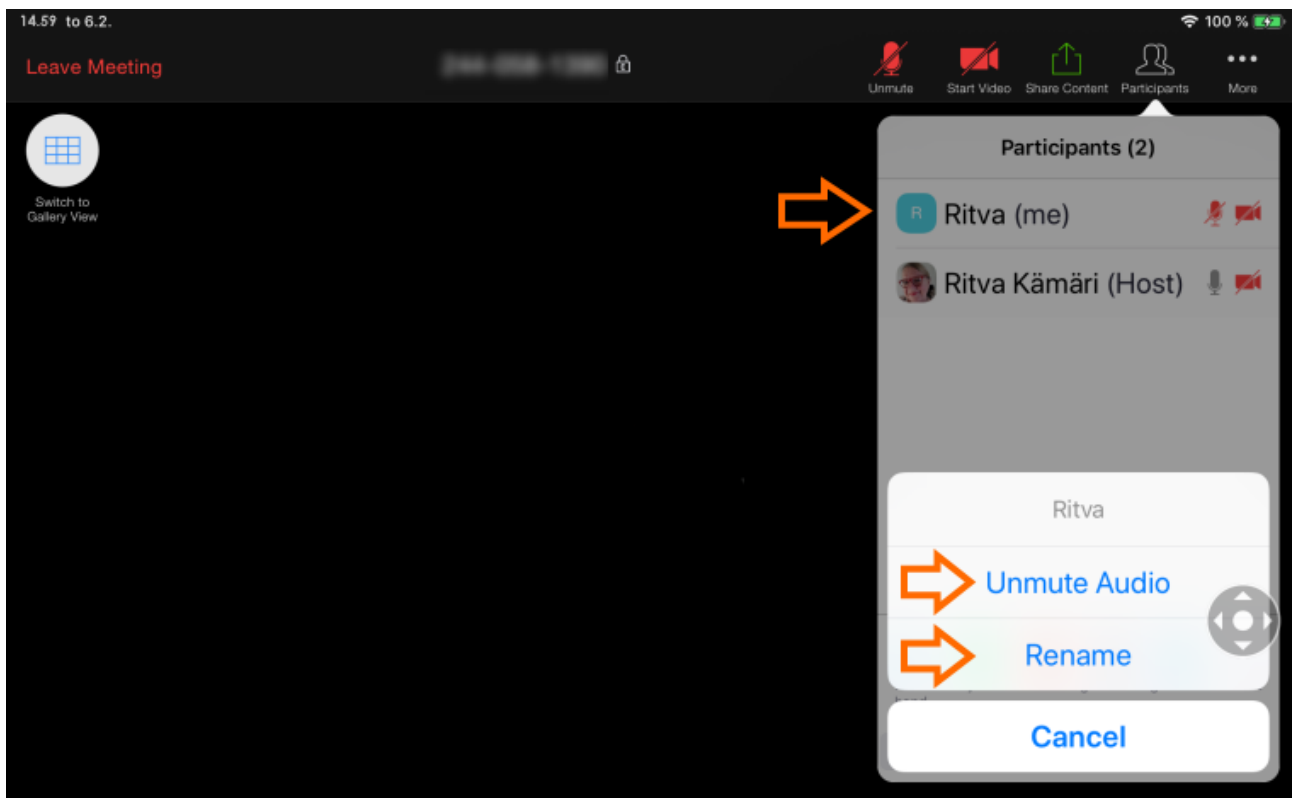 14.59 to 6.2.
100 %
Leave Meeting
Unmute
Start Video
Share Content
Participants
More
Switch to
Gallery View
Participants (2)
R
Ritva (me)
Ritva Kämäri (Host)
Ritva
Unmute Audio
Rename
Cancel